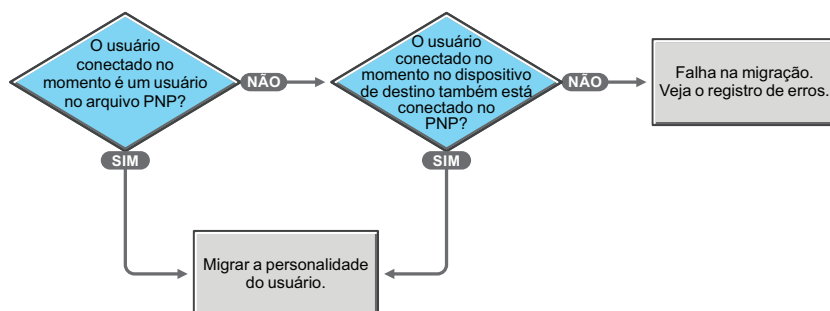 O usuário
conectado no
momento é um usuário
no arquivo PNP?
NÃO
O usuário
conectado no
momento no dispositivo
de destino também está
conectado no
PNP?
NÃO
Falha na migração.
Veja o registro de erros.
SIM
SIM
Migrar a personalidade
do usuário.